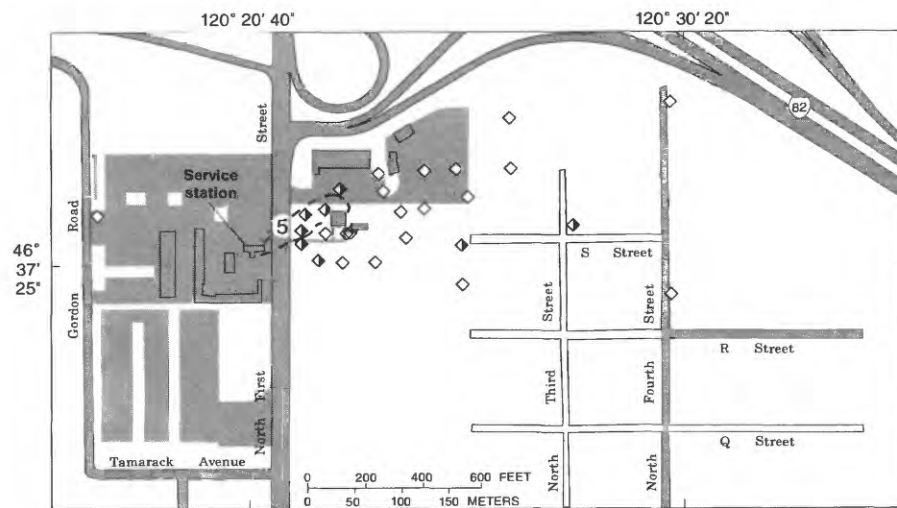 120° 20' 40"
120° 30' 20"
82
Street
Service
station
Road
5
46°
37'
25"
S Street
Gordon
Street
Street
R Street
First
Third
Fourth
North
Q Street
Tamarack Avenue
North
North
0 200 400 600 FEET
0 50 100 150 METERS